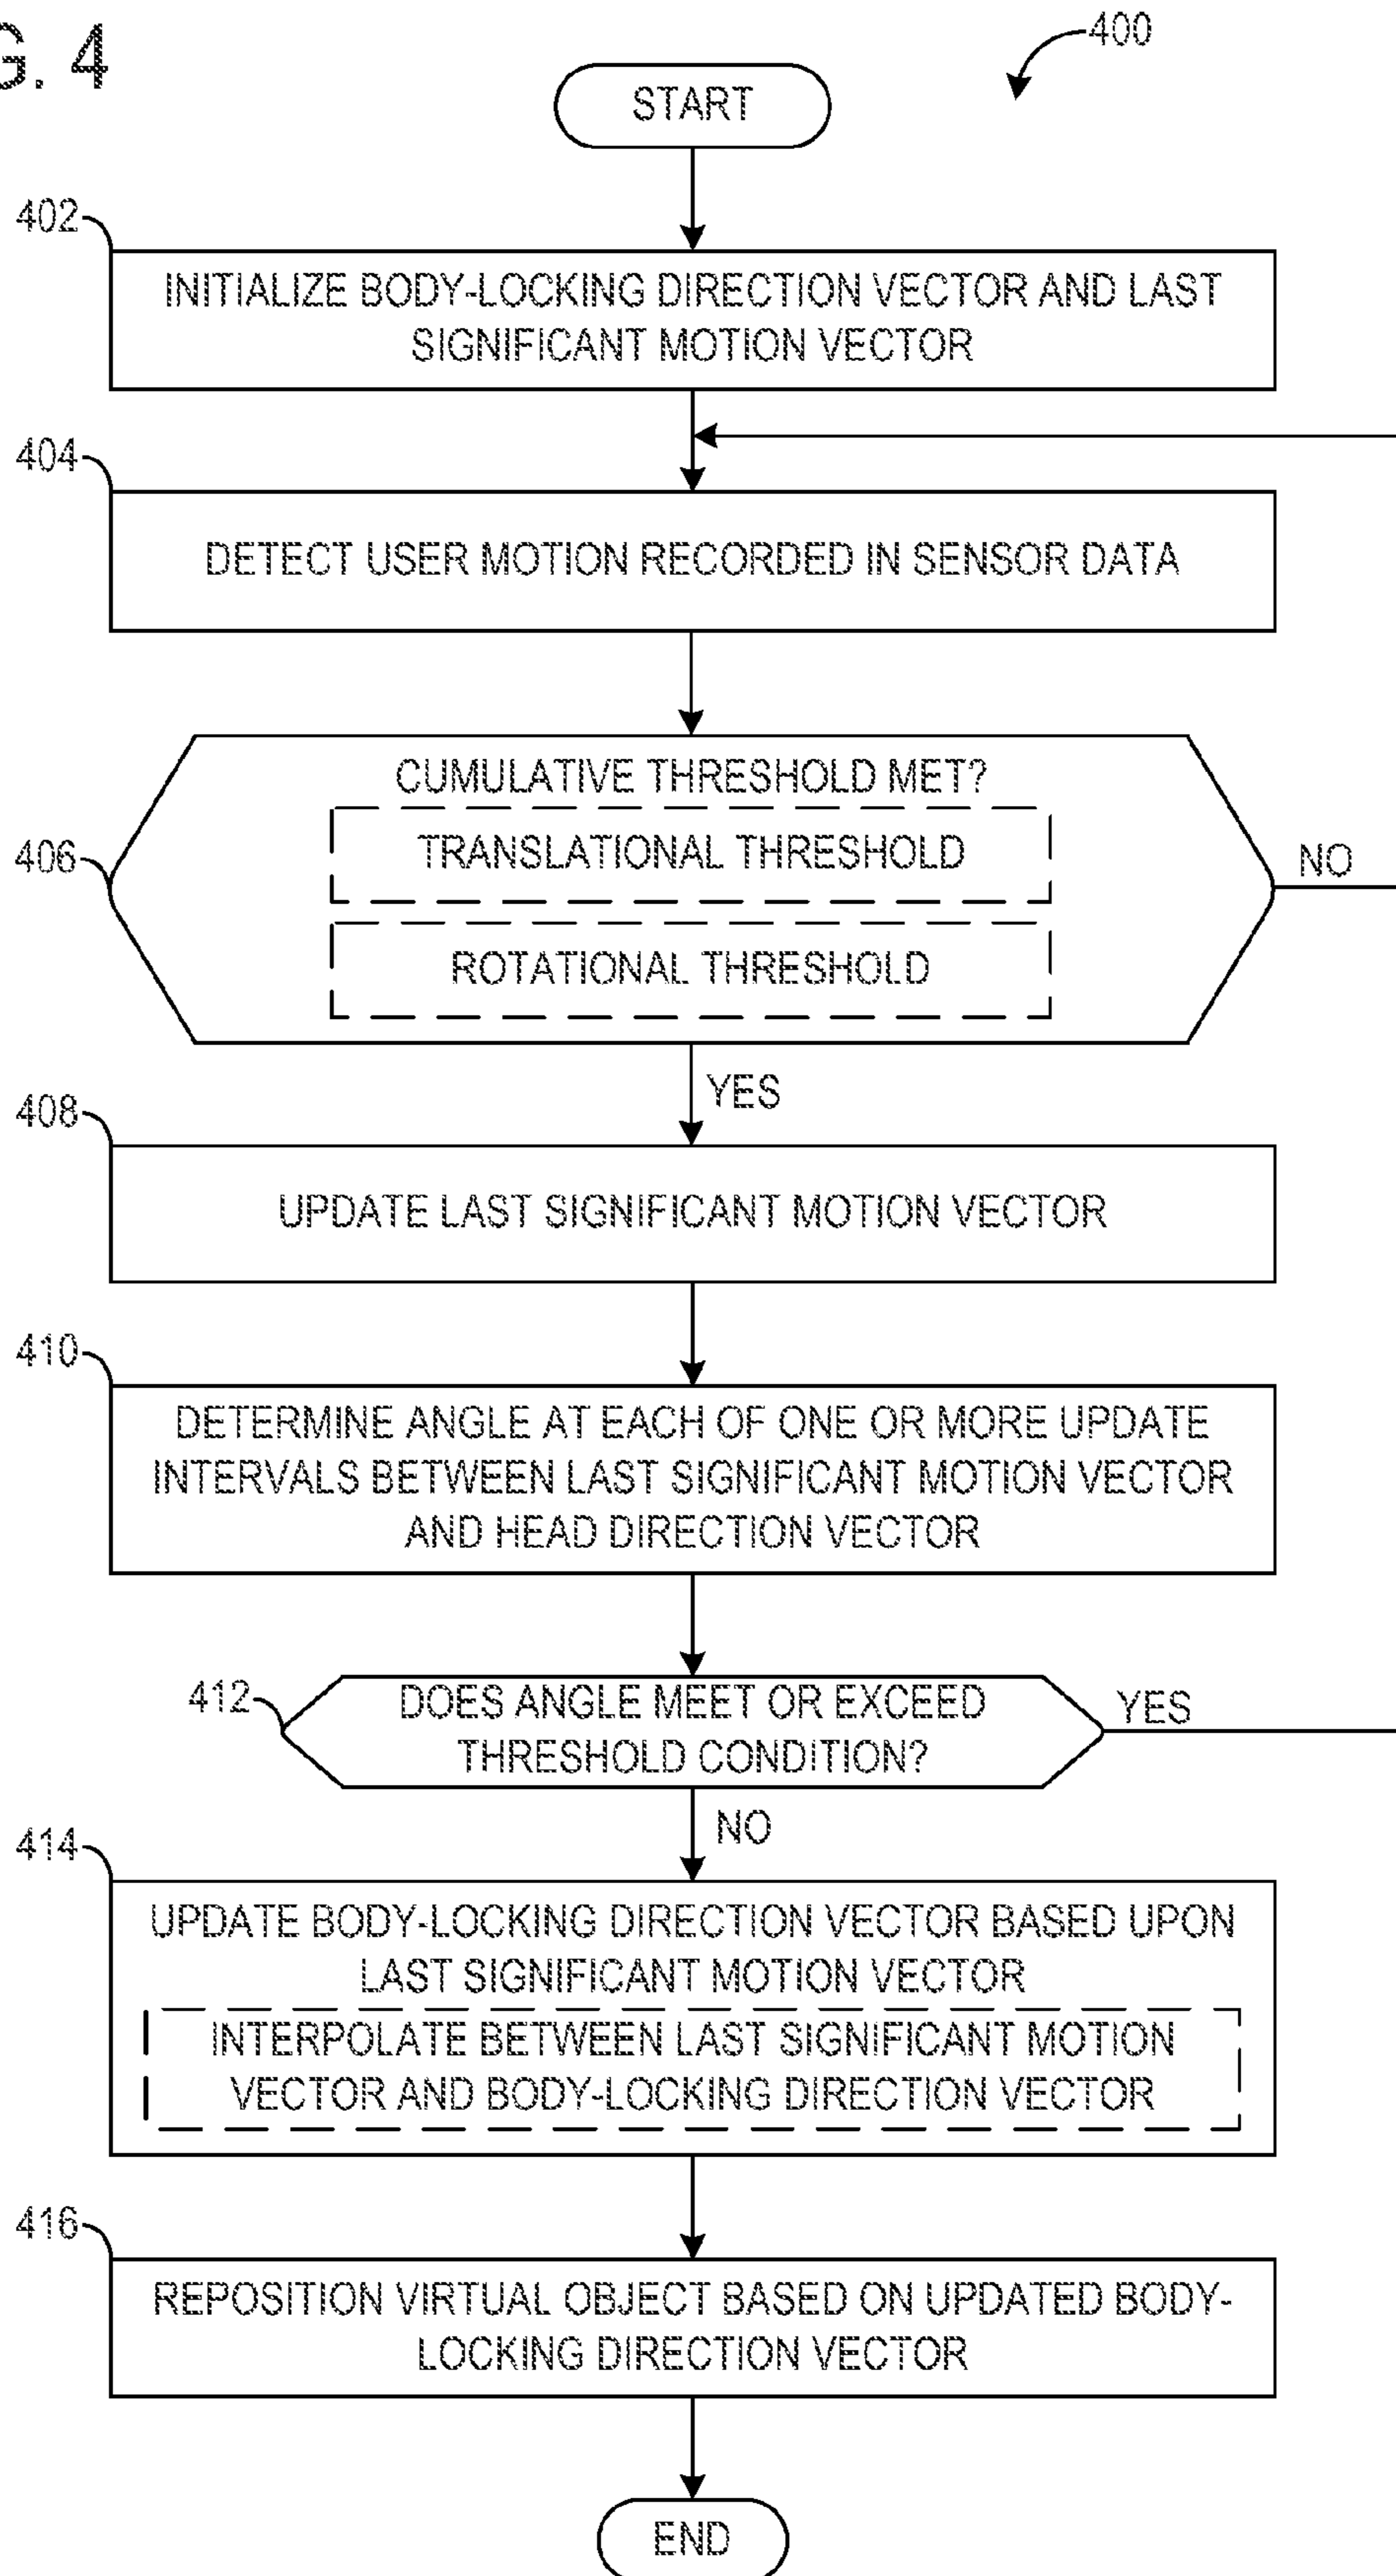 G. 4
400
START
402
INITIALIZE BODY-LOCKING DIRECTION VECTOR AND LAST
SIGNIFICANT MOTION VECTOR
404
DETECT USER MOTION RECORDED IN SENSOR DATA
CUMULATIVE THRESHOLD MET?
TRANSLATIONAL THRESHOLD
406
NO
ROTATIONAL THRESHOLD
YES
408
UPDATE LAST SIGNIFICANT MOTION VECTOR
410
DETERMINE ANGLE AT EACH OF ONE OR MORE UPDATE
INTERVALS BETWEEN LAST SIGNIFICANT MOTION VECTOR
AND HEAD DIRECTION VECTOR
412
DOES ANGLE MEET OR EXCEED
THRESHOLD CONDITION?
YES
NO
414
UPDATE BODY-LOCKING DIRECTION VECTOR BASED UPON
LAST SIGNIFICANT MOTION VECTOR
INTERPOLATE BETWEEN LAST SIGNIFICANT MOTION
VECTOR AND BODY-LOCKING DIRECTION VECTOR
416
REPOSITION VIRTUAL OBJECT BASED ON UPDATED BODY-
LOCKING DIRECTION VECTOR
END